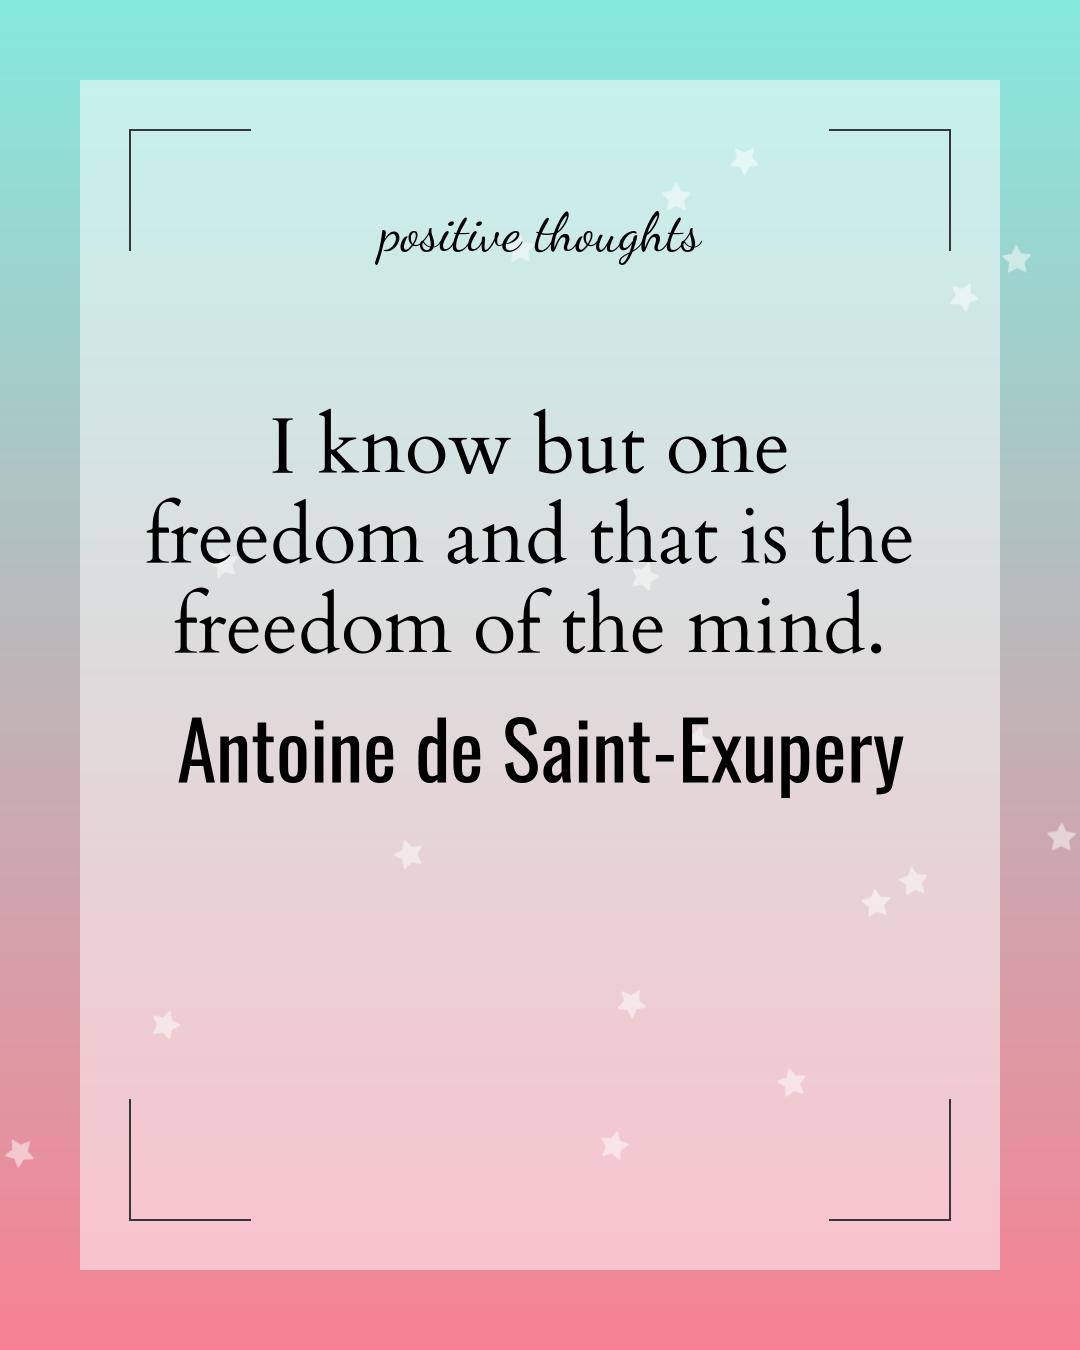 positive thoughts
I know but one
freedom and that is the
freedom of the mind.
Antoine de Saint-Exupery